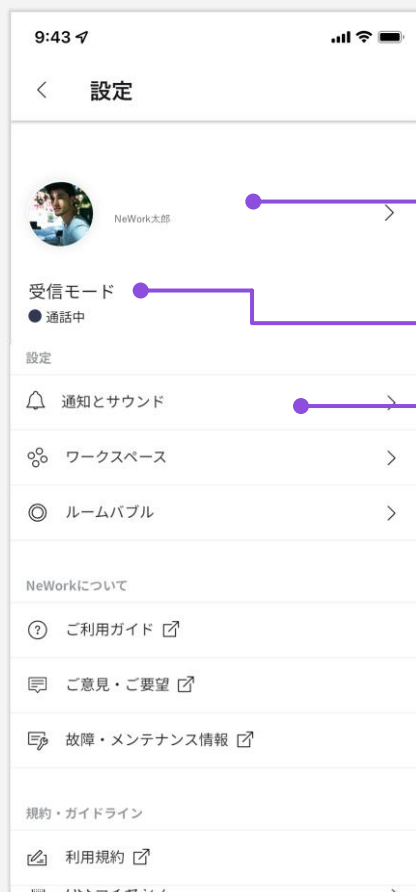 9:43
設定
NeWork太郎
受信モード
通話中
設定
通知とサウンド
ワークスペース
ルームバブル
NeWorkについて
ご利用ガイド
ご意見・ご要望
故障・メンテナンス情報
規約・ガイドライン
利用規約